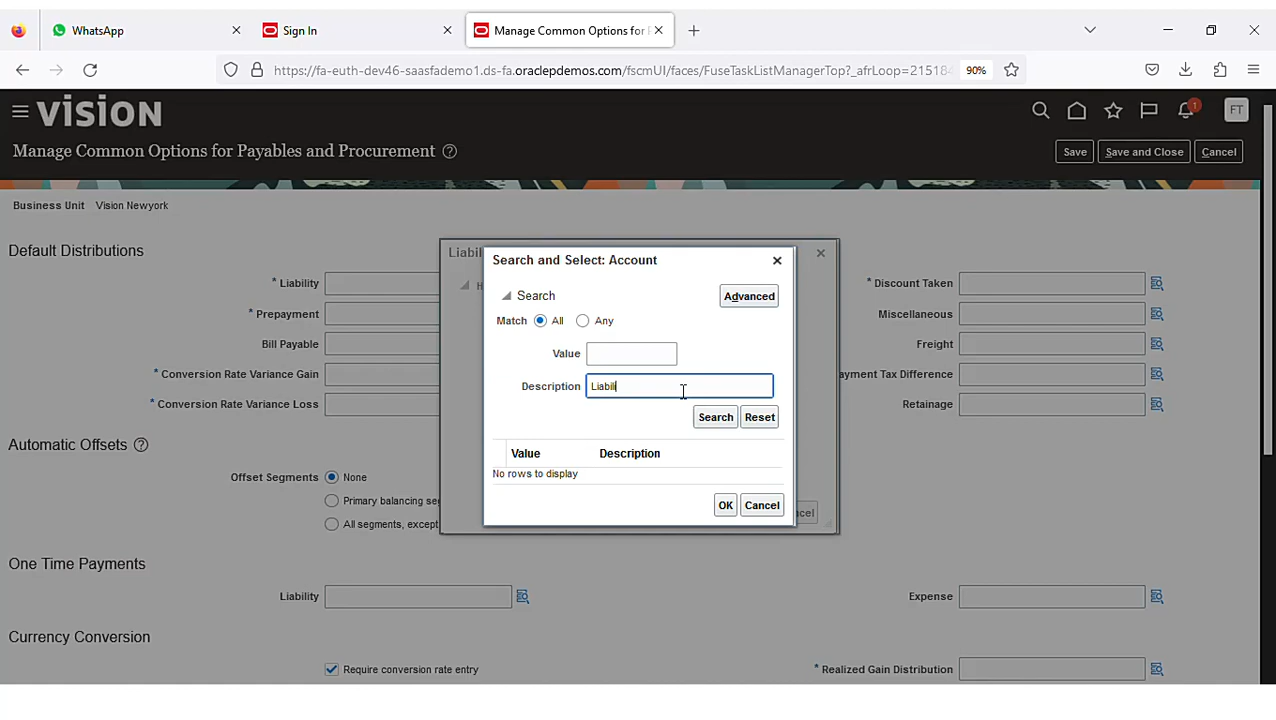 WhatsApp
Sign In
Manage Common Options for
https://fa-euth-dev46-saasfademo1.ds-fa.oraclepdemos.com/fscmUI/faces/FuseTaskListManagerTop?_afrLoop=215184
90%
VISION
1
FT
Manage Common Options for Payables and Procurement
Save
Save and Close
Cancel
Business Unit Vision Newyork
Default Distributions
* Liability
* Prepayment
Bill Payable
* Conversion Rate Variance Gain
* Conversion Rate Variance Loss
* Discount Taken
Miscellaneous
Freight
ayment Tax Difference
Retainage
Liabil
H
Search and Select: Account
Search
Advanced
Match All Any
Value
Description Liabili
Search Reset
Value Description
No rows to display
OK Cancel
cel
Automatic Offsets
Offset Segments None
Primary balancing se
All segments, except
One Time Payments
Liability
Expense
Currency Conversion
Require conversion rate entry
* Realized Gain Distribution